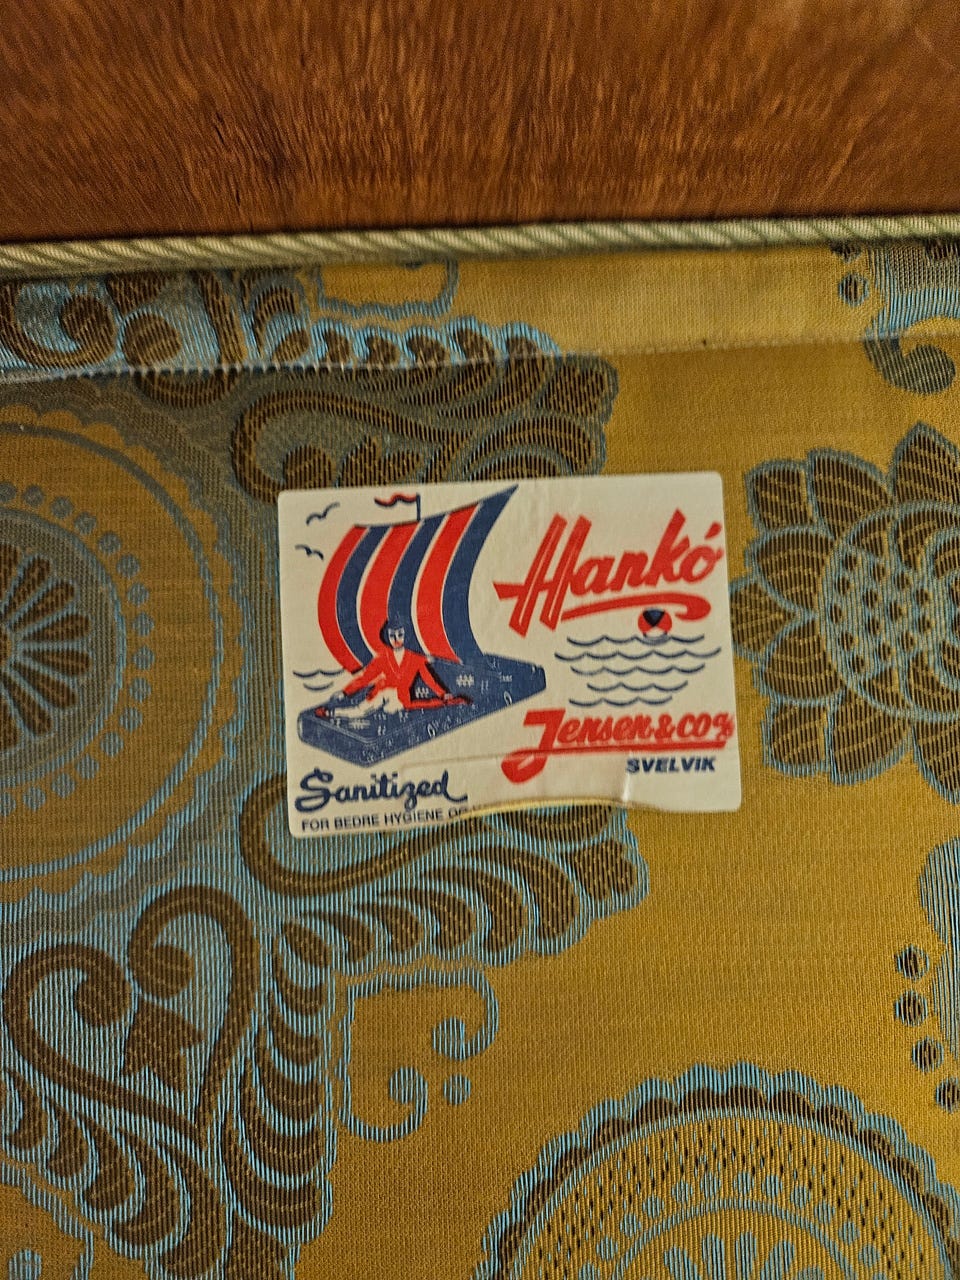 Hankó
Jensen & co
SVELVIK
Sanitized
FOR BEDRE HYGIENE